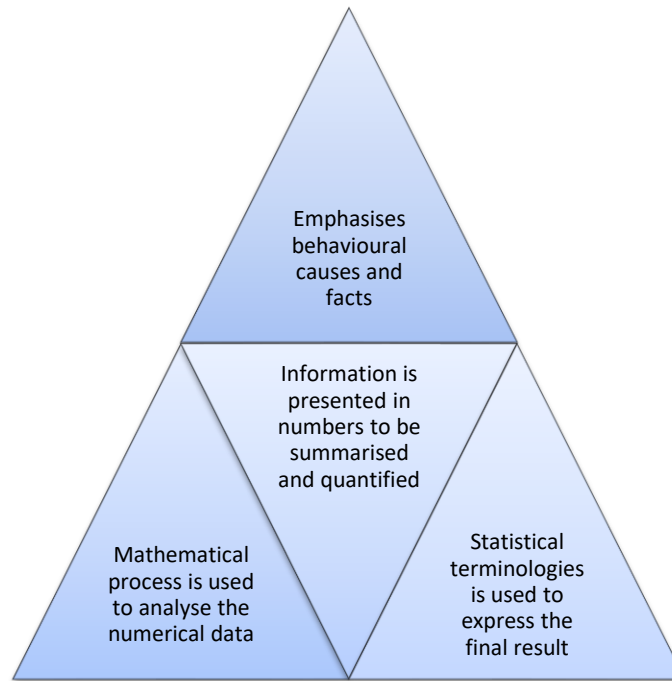 Emphasises
behavioural
causes and
facts
Information is
presented in
numbers to be
summarised
and quantified
Mathematical
process is used
to analyse the
numerical data
Statistical
terminologies
is used to
express the
final result